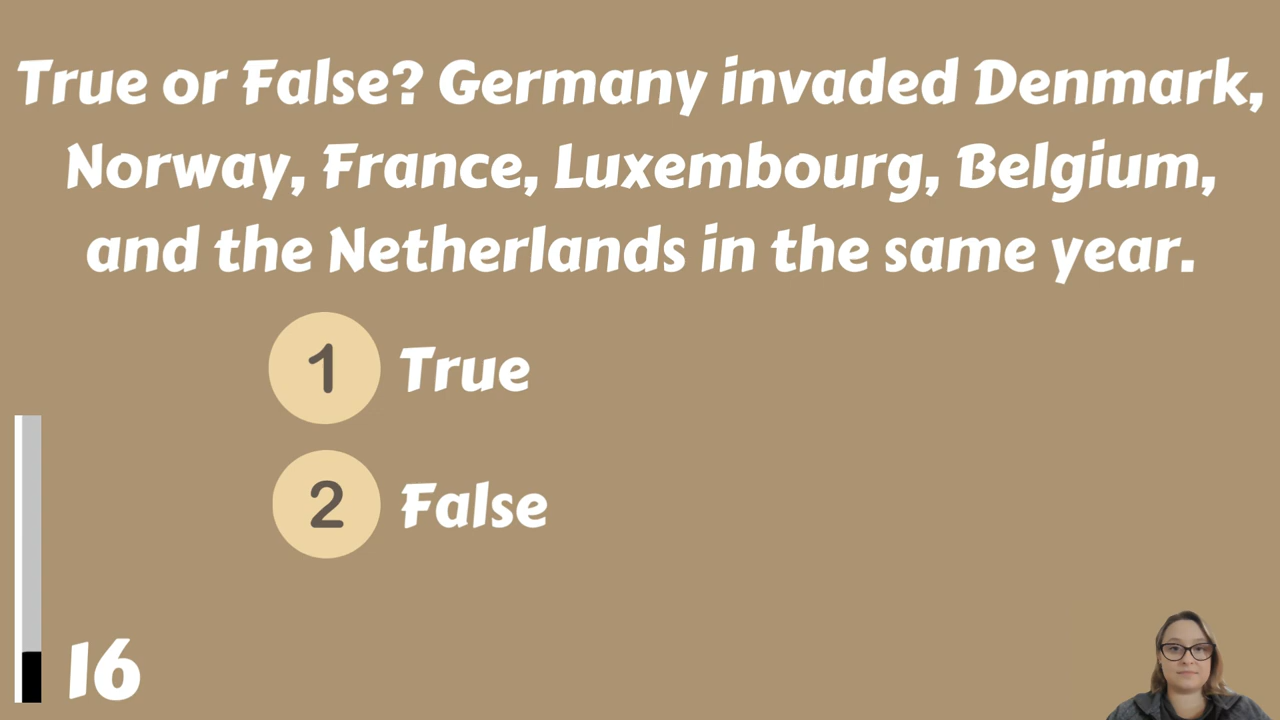 True or False? Germany invaded Denmark,
Norway, France, Luxembourg, Belgium,
and the Netherlands in the same year.
1 True
2 False
16